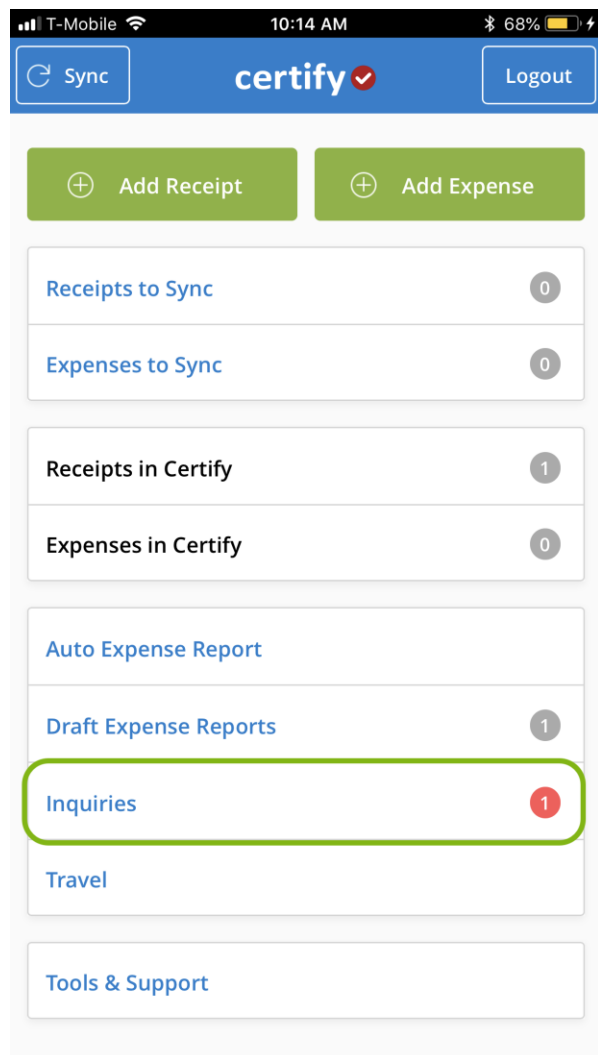 T-Mobile 10:14 AM 68%
Sync certify Logout
Add Receipt Add Expense
Receipts to Sync 0
Expenses to Sync 0
Receipts in Certify 1
Expenses in Certify 0
Auto Expense Report
Draft Expense Reports 1
Inquiries 1
Travel
Tools & Support